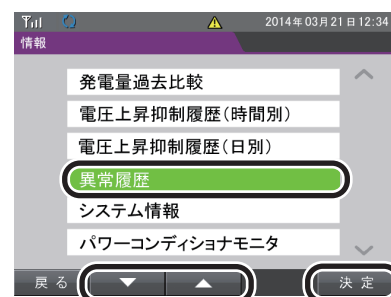 2014年03月21日12:34
情報
発電量過去比較
電圧上昇抑制履歴(時間別)
電圧上昇抑制履歴(日別)
異常履歴
システム情報
パワーコンディショナモニタ
戻る ▼ ▲ 決定